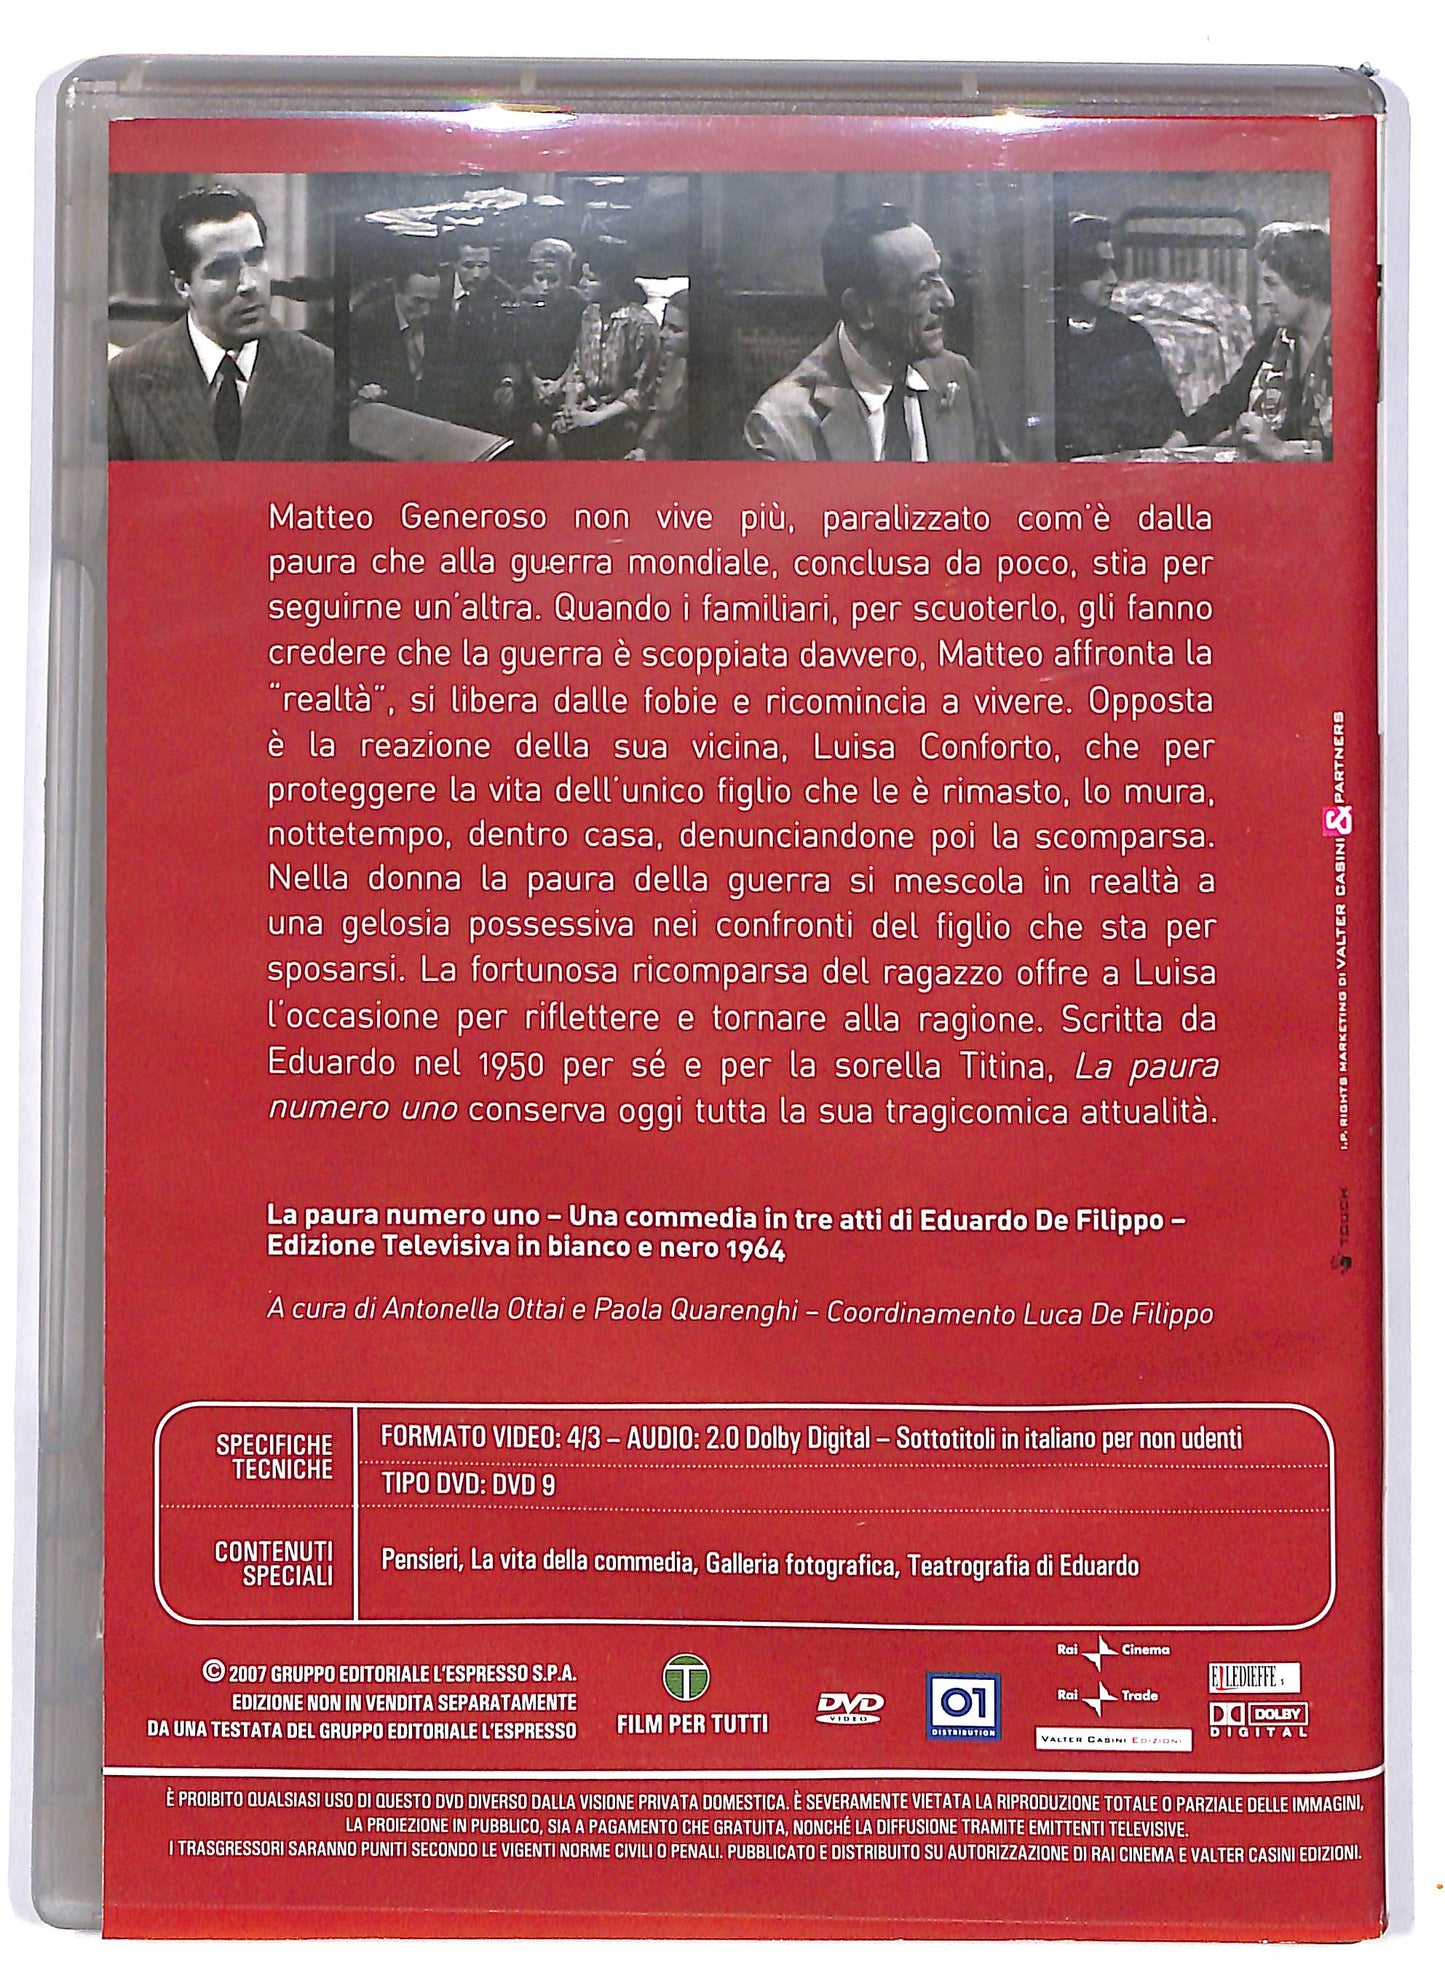 Matteo Generoso non vive più, paralizzato com'è dalla
paura che alla guerra mondiale, conclusa da poco, stia per
seguirne un'altra. Quando i familiari, per scuoterlo, gli fanno
credere che la guerra è scoppiata davvero, Matteo affronta la
"realtà", si libera dalle fobie e ricomincia a vivere. Opposta
è la reazione della sua vicina, Luisa Conforto, che per
proteggere la vita dell'unico figlio che le è rimasto, lo mura,
nottetempo, dentro casa, denunciandone poi la scomparsa.
Nella donna la paura della guerra si mescola in realtà a
una gelosia possessiva nei confronti del figlio che sta per
sposarsi. La fortunosa ricomparsa del ragazzo offre a Luisa
l'occasione per riflettere e tornare alla ragione. Scritta da
Eduardo nel 1950 per sé e per la sorella Titina, La paura
numero uno conserva oggi tutta la sua tragicomica attualità.
La paura numero uno – Una commedia in tre atti di Eduardo De Filippo –
Edizione Televisiva in bianco e nero 1964
A cura di Antonella Ottai e Paola Quarenghi – Coordinamento Luca De Filippo
I.P. RIGHTS MARKETING DI VALTER CASINI & PARTNERS
TOUCH
SPECIFICHE
TECNICHE
FORMATO VIDEO: 4/3 – AUDIO: 2.0 Dolby Digital – Sottotitoli in italiano per non udenti
TIPO DVD: DVD 9
CONTENUTI
SPECIALI
Pensieri, La vita della commedia, Galleria fotografica, Teatrografia di Eduardo
© 2007 GRUPPO EDITORIALE L'ESPRESSO S.P.A.
EDIZIONE NON IN VENDITA SEPARATAMENTE
DA UNA TESTATA DEL GRUPPO EDITORIALE L'ESPRESSO
T
FILM PER TUTTI
DVD
VIDEO
01
DISTRIBUTION
Rai Cinema
Rai Trade
VALTER CASINI EDIZIONI
ELLEDIEFFE
DOLBY
DIGITAL
È PROIBITO QUALSIASI USO DI QUESTO DVD DIVERSO DALLA VISIONE PRIVATA DOMESTICA. È SEVERAMENTE VIETATA LA RIPRODUZIONE TOTALE O PARZIALE DELLE IMMAGINI,
LA PROIEZIONE IN PUBBLICO, SIA A PAGAMENTO CHE GRATUITA, NONCHÉ LA DIFFUSIONE TRAMITE EMITTENTI TELEVISIVE.
I TRASGRESSORI SARANNO PUNITI SECONDO LE VIGENTI NORME CIVILI O PENALI. PUBBLICATO E DISTRIBUITO SU AUTORIZZAZIONE DI RAI CINEMA E VALTER CASINI EDIZIONI.